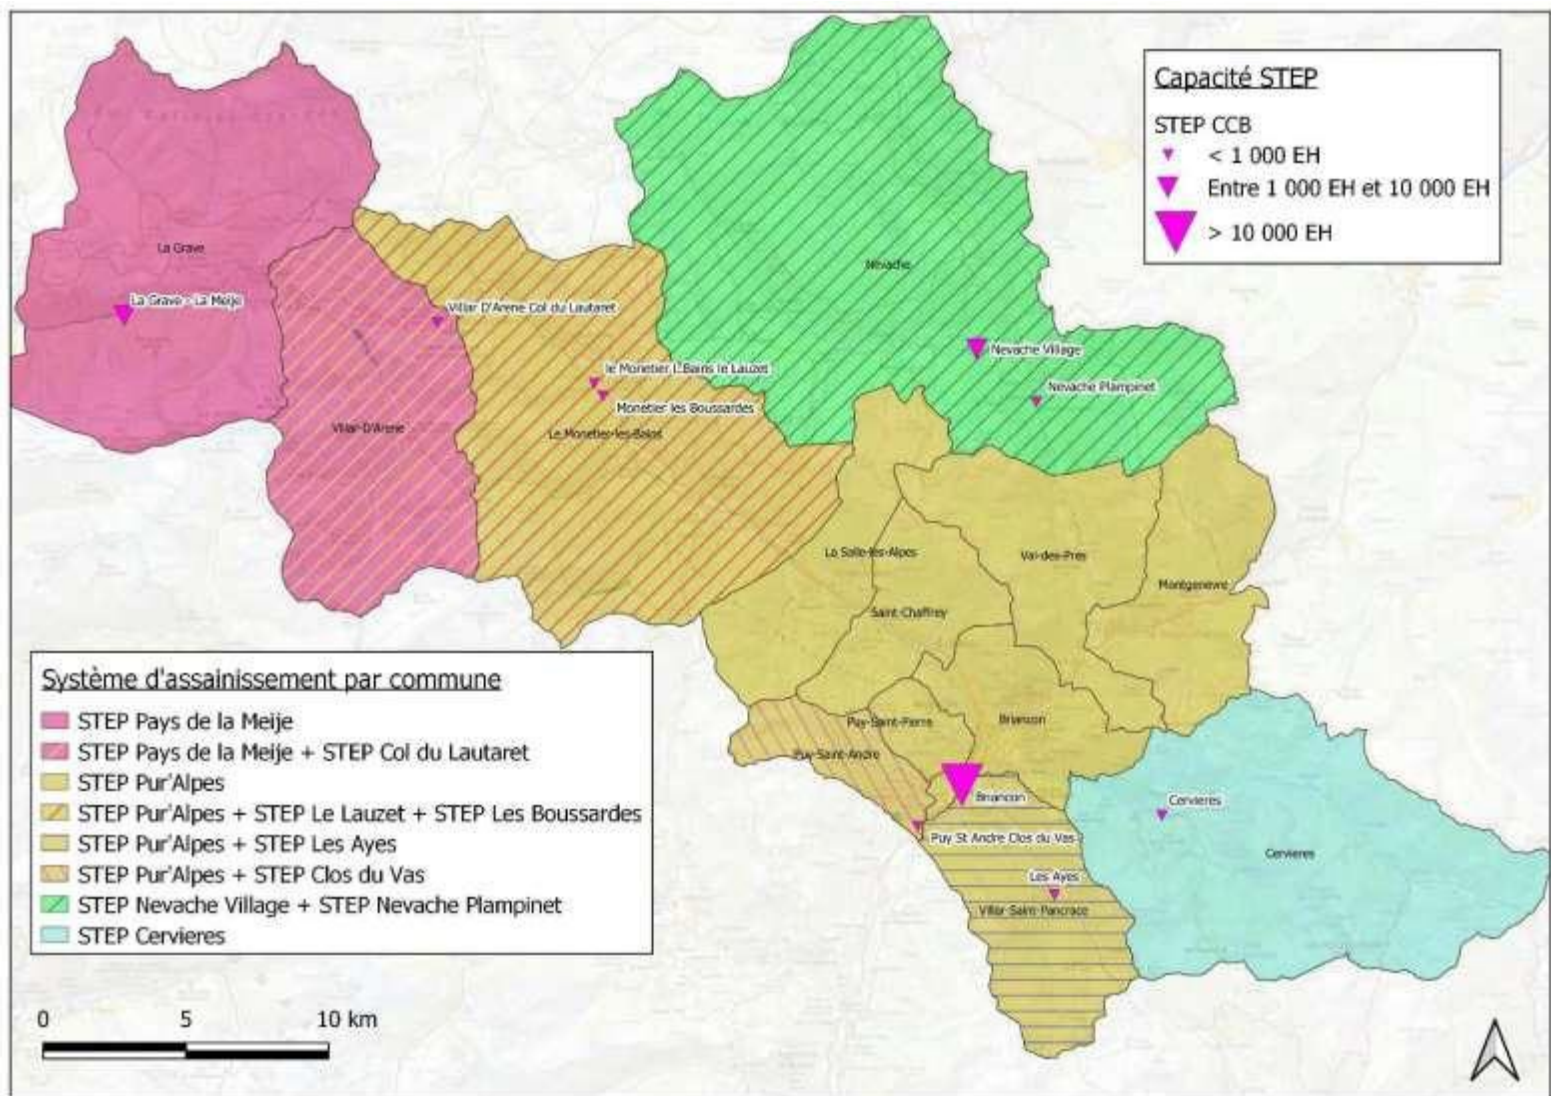 Capacité STEP
STEP CCB
< 1 000 EH
Entre 1 000 EH et 10 000 EH
> 10 000 EH
La Grave
La Grave - La Meije
Villar D'Arene Col du Lautaret
Nevache
Nevache Village
Nevache Plampinet
le Monetier L.Bains le Lauzet
Monetier les Boussardes
Villar-D'Arene
Le Monetier-les-Bains
La Salle-les-Alpes
Val-des-Pres
Montgenevre
Saint-Chaffrey
Puy-Saint-Pierre
Briancon
Puy-Saint-Andre
Briancon
Cervieres
Puy St Andre Clos du Vas
Cervieres
Les Ayes
Villar-Saint-Pancrace
Système d'assainissement par commune
STEP Pays de la Meije
STEP Pays de la Meije + STEP Col du Lautaret
STEP Pur'Alpes
STEP Pur'Alpes + STEP Le Lauzet + STEP Les Boussardes
STEP Pur'Alpes + STEP Les Ayes
STEP Pur'Alpes + STEP Clos du Vas
STEP Nevache Village + STEP Nevache Plampinet
STEP Cervieres
0 5 10 km